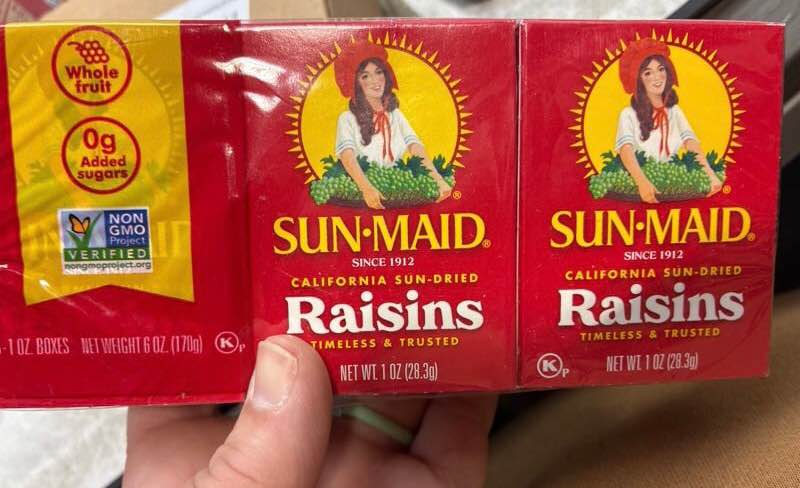 Whole
fruit
0g
Added
sugars
NON
GMO
Project
VERIFIED
nongmoproject.org
-1 OZ. BOXES NET WEIGHT 6 OZ. (170g) K P
SUN·MAID®
SINCE 1912
CALIFORNIA SUN-DRIED
Raisins
TIMELESS & TRUSTED
NET WT. 1 OZ (28.3g)
SUN·MAID®
SINCE 1912
CALIFORNIA SUN-DRIED
Raisins
TIMELESS & TRUSTED
K P NET WT. 1 OZ (28.3g)